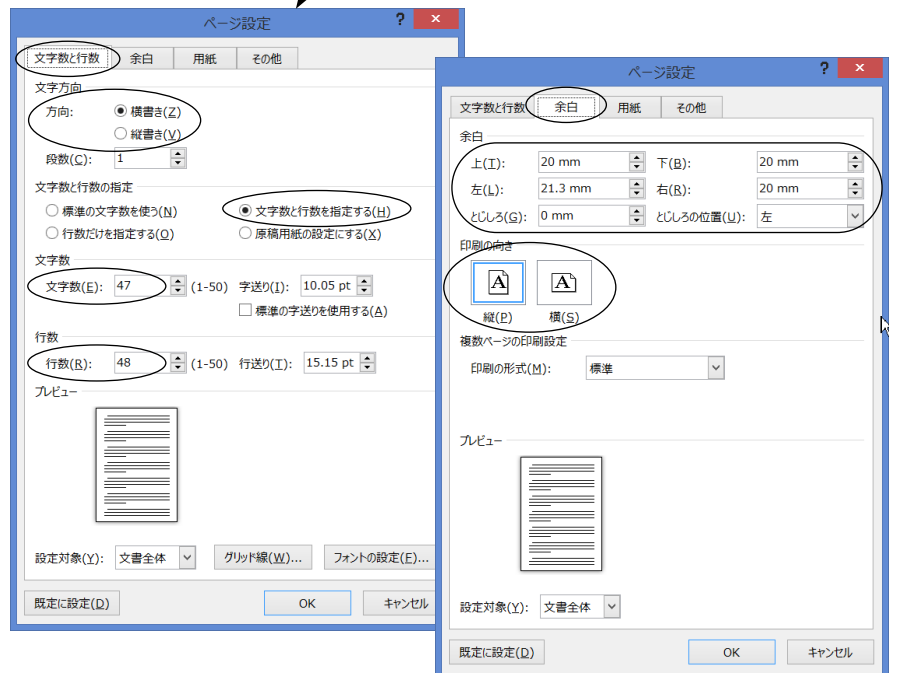 ページ設定
? ×
文字数と行数 余白 用紙 その他
文字方向
方向: 横書き(Z)
縦書き(V)
段数(C): 1
文字数と行数の指定
標準の文字数を使う(N) 文字数と行数を指定する(H)
行数だけを指定する(O) 原稿用紙の設定にする(X)
文字数
文字数(E): 47 (1-50) 字送り(I): 10.05 pt
標準の字送りを使用する(A)
行数
行数(R): 48 (1-50) 行送り(T): 15.15 pt
プレビュー
設定対象(Y): 文書全体 グリッド線(W)... フォントの設定(F)...
既定に設定(D) OK キャンセル
ページ設定
? ×
文字数と行数 余白 用紙 その他
余白
上(T): 20 mm 下(B): 20 mm
左(L): 21.3 mm 右(R): 20 mm
とじしろ(G): 0 mm とじしろの位置(U): 左
印刷の向き
A A
縦(P) 横(S)
複数ページの印刷設定
印刷の形式(M): 標準
プレビュー
設定対象(Y): 文書全体
既定に設定(D) OK キャンセル